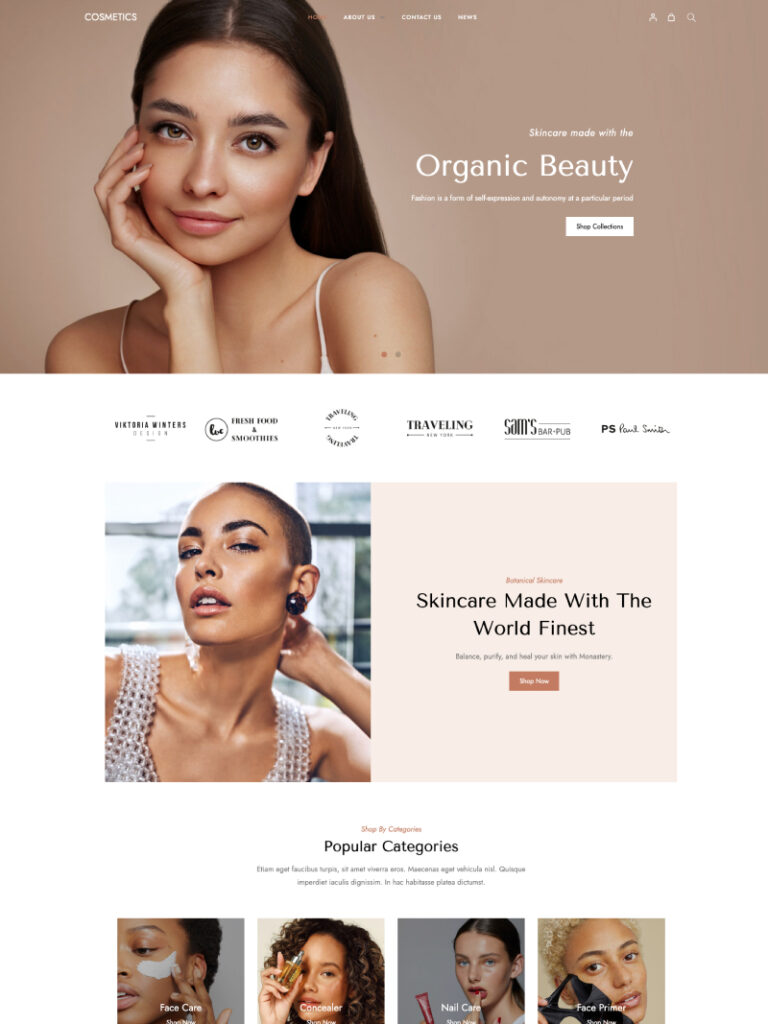 COSMETICS
HOME
ABOUT US
CONTACT US
NEWS
Skincare made with the
Organic Beauty
Fashion is a form of self-expression and autonomy at a particular period
Shop Collections
VIKTORIA WINTERS
DESIGN
Luc
FRESH FOOD
&
SMOOTHIES
TRAVELING
NEW YORK
TRAVELING
TRAVELING
NEW YORK
SAM'S BAR•PUB
PS Paul Smith
Botanical Skincare
Skincare Made With The
World Finest
Balance, purify, and heal your skin with Monastery.
Shop Now
Shop By Categories
Popular Categories
Etiam eget faucibus turpis, sit amet viverra eros. Maecenas eget vehicula nisl. Quisque
imperdiet iaculis dignissim. In hac habitasse platea dictumst.
Face Care
Concealer
Nail Care
Face Primer
Shop Now
Shop Now
Shop Now
Shop Now